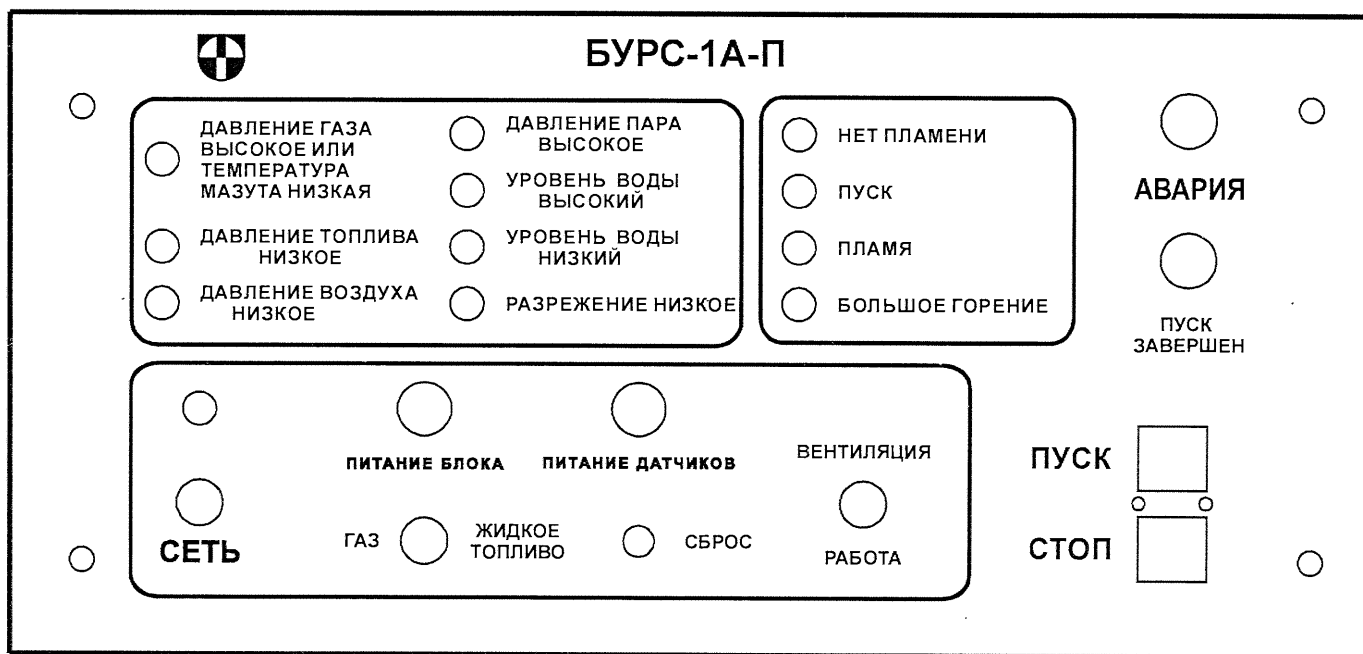 БУРС-1А-П
ДАВЛЕНИЕ ГАЗА
ВЫСОКОЕ ИЛИ
ТЕМПЕРАТУРА
МАЗУТА НИЗКАЯ
ДАВЛЕНИЕ ТОПЛИВА
НИЗКОЕ
ДАВЛЕНИЕ ВОЗДУХА
НИЗКОЕ
ДАВЛЕНИЕ ПАРА
ВЫСОКОЕ
УРОВЕНЬ ВОДЫ
ВЫСОКИЙ
УРОВЕНЬ ВОДЫ
НИЗКИЙ
РАЗРЕЖЕНИЕ НИЗКОЕ
НЕТ ПЛАМЕНИ
ПУСК
ПЛАМЯ
БОЛЬШОЕ ГОРЕНИЕ
АВАРИЯ
ПУСК
ЗАВЕРШЕН
СЕТЬ
ПИТАНИЕ БЛОКА
ПИТАНИЕ ДАТЧИКОВ
ГАЗ
ЖИДКОЕ
ТОПЛИВО
СБРОС
ВЕНТИЛЯЦИЯ
РАБОТА
ПУСК
СТОП